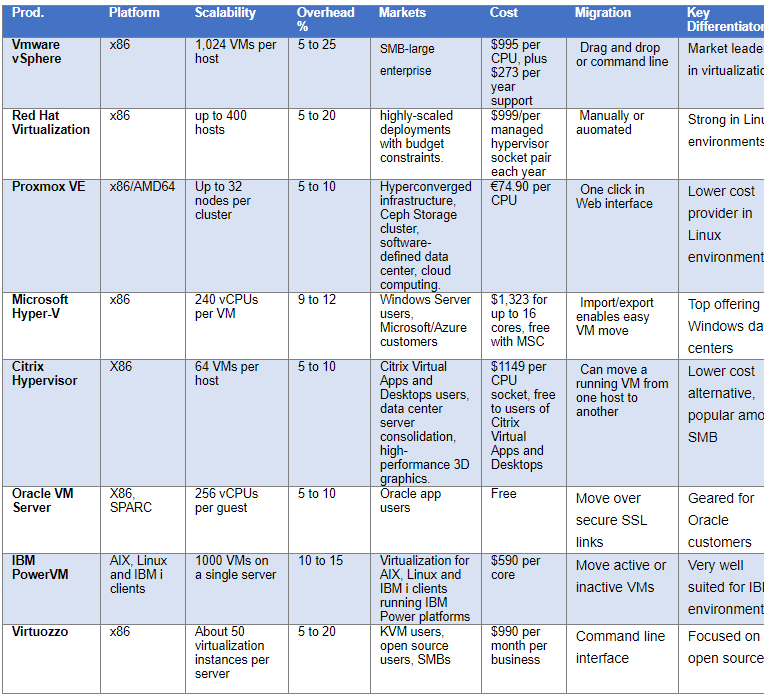 Prod.
Platform
Scalability
Overhead
%
Markets
Cost
Migration
Key
Differentiator
Vmware
vSphere
x86
1,024 VMs per
host
5 to 25
SMB-large
enterprise
$995 per
CPU, plus
$273 per
year
support
Drag and drop
or command line
Market leade
in virtualizatio
Red Hat
Virtualization
x86
up to 400
hosts
5 to 20
highly-scaled
deployments
with budget
constraints.
$999/per
managed
hypervisor
socket pair
each year
Manually or
auomated
Strong in Linu
environments
Proxmox VE
x86/AMD64
Up to 32
nodes per
cluster
5 to 10
Hyperconverged
infrastructure,
Ceph Storage
cluster,
software-
defined data
center, cloud
computing.
€74.90 per
CPU
One click in
Web interface
Lower cost
provider in
Linux
environment
Microsoft
Hyper-V
x86
240 vCPUs
per VM
9 to 12
Windows Server
users,
Microsoft/Azure
customers
$1,323 for
up to 16
cores, free
with MSC
Import/export
enables easy
VM move
Top offering
Windows da
centers
Citrix
Hypervisor
X86
64 VMs per
host
5 to 10
Citrix Virtual
Apps and
Desktops users,
data center
server
consolidation,
high-
performance 3D
graphics.
$1149 per
CPU
socket, free
to users of
Citrix
Virtual
Apps and
Desktops
Can move a
running VM from
one host to
another
Lower cost
alternative,
popular amo
SMB
Oracle VM
Server
X86,
SPARC
256 vCPUs
per guest
5 to 10
Oracle app
users
Free
Move over
secure SSL
links
Geared for
Oracle
customers
IBM
PowerVM
AIX, Linux
and IBM i
clients
1000 VMs on
a single server
10 to 15
Virtualization for
AIX, Linux and
IBM i clients
running IBM
Power platforms
$590 per
core
Move active or
inactive VMs
Very well
suited for IB
environment
Virtuozzo
x86
About 50
virtualization
instances per
server
5 to 20
KVM users,
open source
users, SMBs
$990 per
month per
business
Command line
interface
Focused on
open source